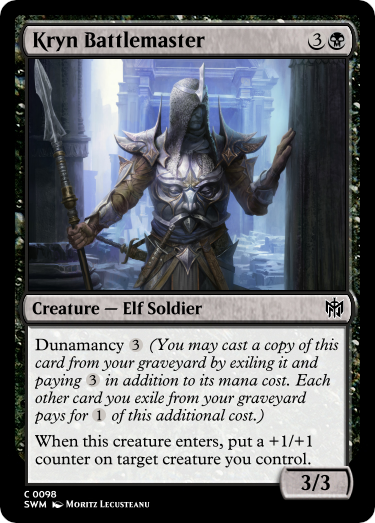 Kryn Battlemaster 3
Creature — Elf Soldier
Dunamancy 3 (You may cast a copy of this
card from your graveyard by exiling it and
paying 3 in addition to its mana cost. Each
other card you exile from your graveyard
pays for 1 of this additional cost.)
When this creature enters, put a +1/+1
counter on target creature you control.
3/3
C 0098
SWM Moritz Lecusteanu